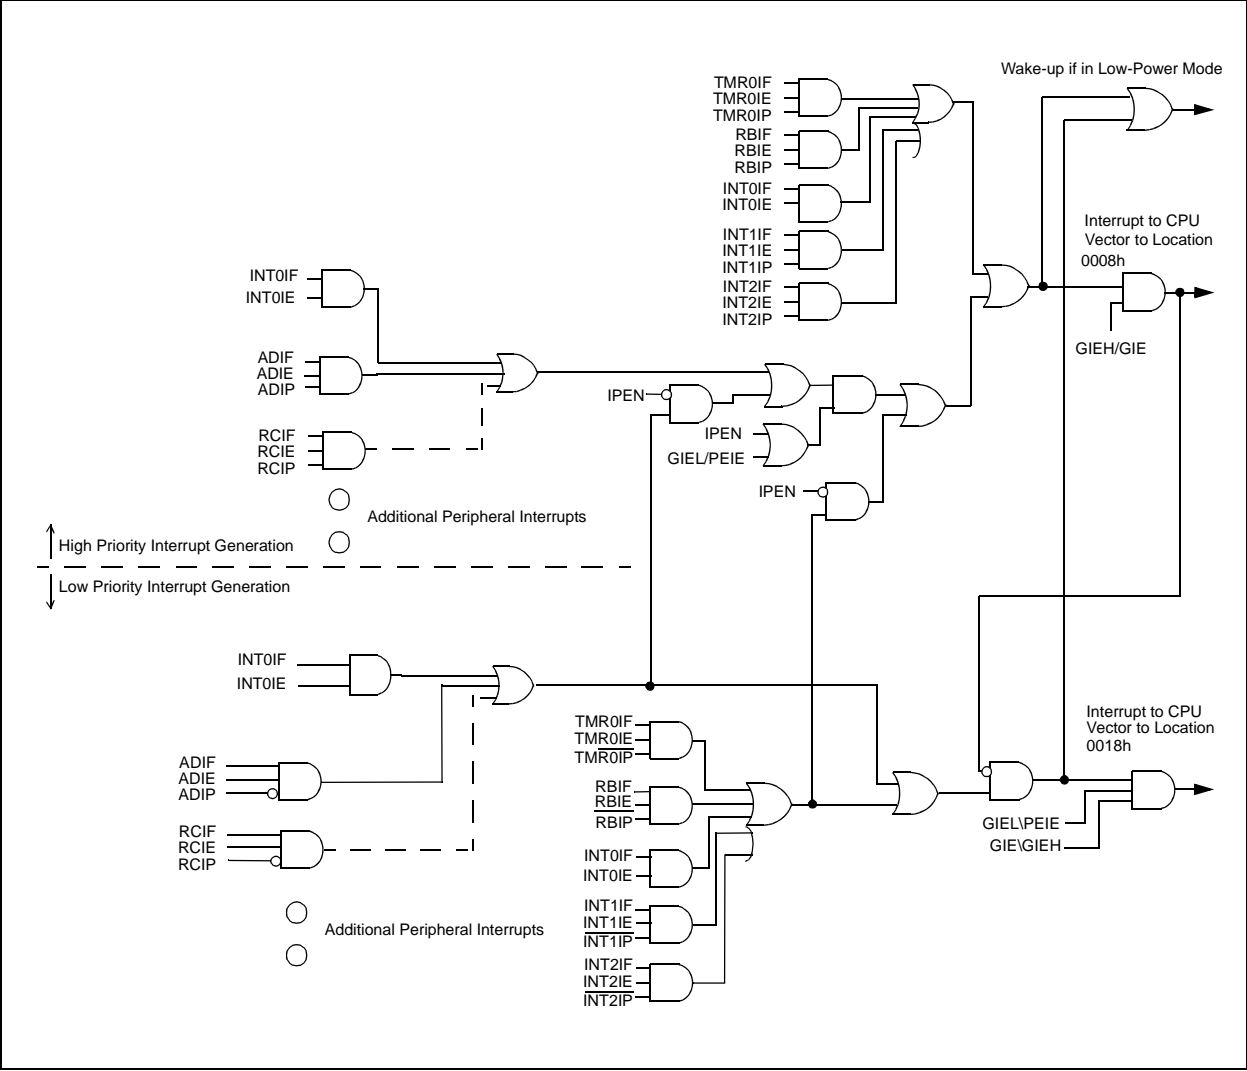 Wake-up if in Low-Power Mode
TMR0IF
TMR0IE
TMR0IP
RBIF
RBIE
RBIP
INT0IF
INT0IE
INT1IF
INT1IE
INT1IP
INT2IF
INT2IE
INT2IP
Interrupt to CPU
Vector to Location
0008h
GIEH/GIE
INT0IF
INT0IE
ADIF
ADIE
ADIP
RCIF
RCIE
RCIP
IPEN
IPEN
GIEL/PEIE
IPEN
Additional Peripheral Interrupts
High Priority Interrupt Generation
Low Priority Interrupt Generation
INT0IF
INT0IE
ADIF
ADIE
ADIP
RCIF
RCIE
RCIP
Additional Peripheral Interrupts
TMR0IF
TMR0IE
TMR0IP
RBIF
RBIE
RBIP
INT0IF
INT0IE
INT1IF
INT1IE
INT1IP
INT2IF
INT2IE
INT2IP
Interrupt to CPU
Vector to Location
0018h
GIEL\PEIE
GIE\GIEH